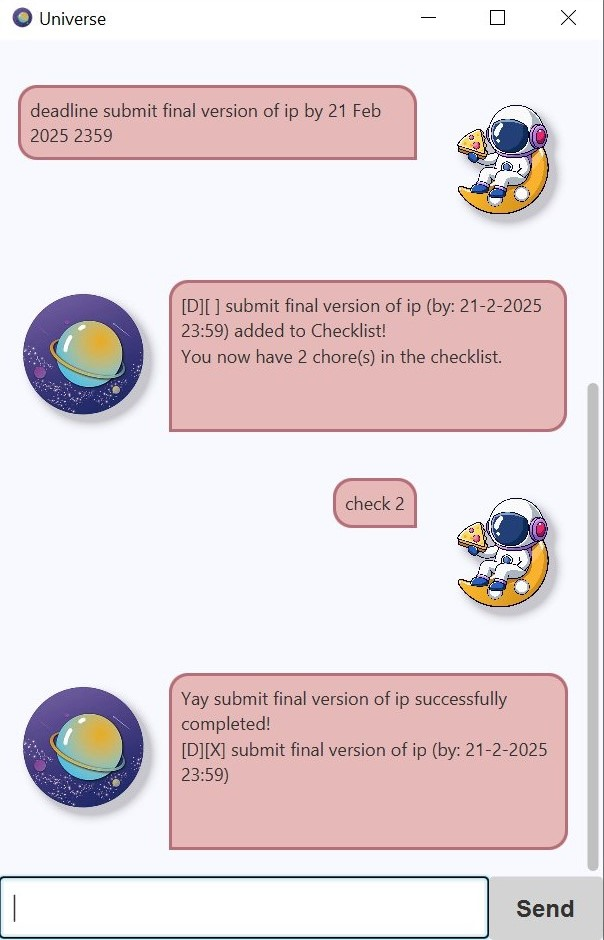 Universe
deadline submit final version of ip by 21 Feb
2025 2359
[D][ ] submit final version of ip (by: 21-2-2025
23:59) added to Checklist!
You now have 2 chore(s) in the checklist.
check 2
Yay submit final version of ip successfully
completed!
[D][X] submit final version of ip (by: 21-2-2025
23:59)
Send